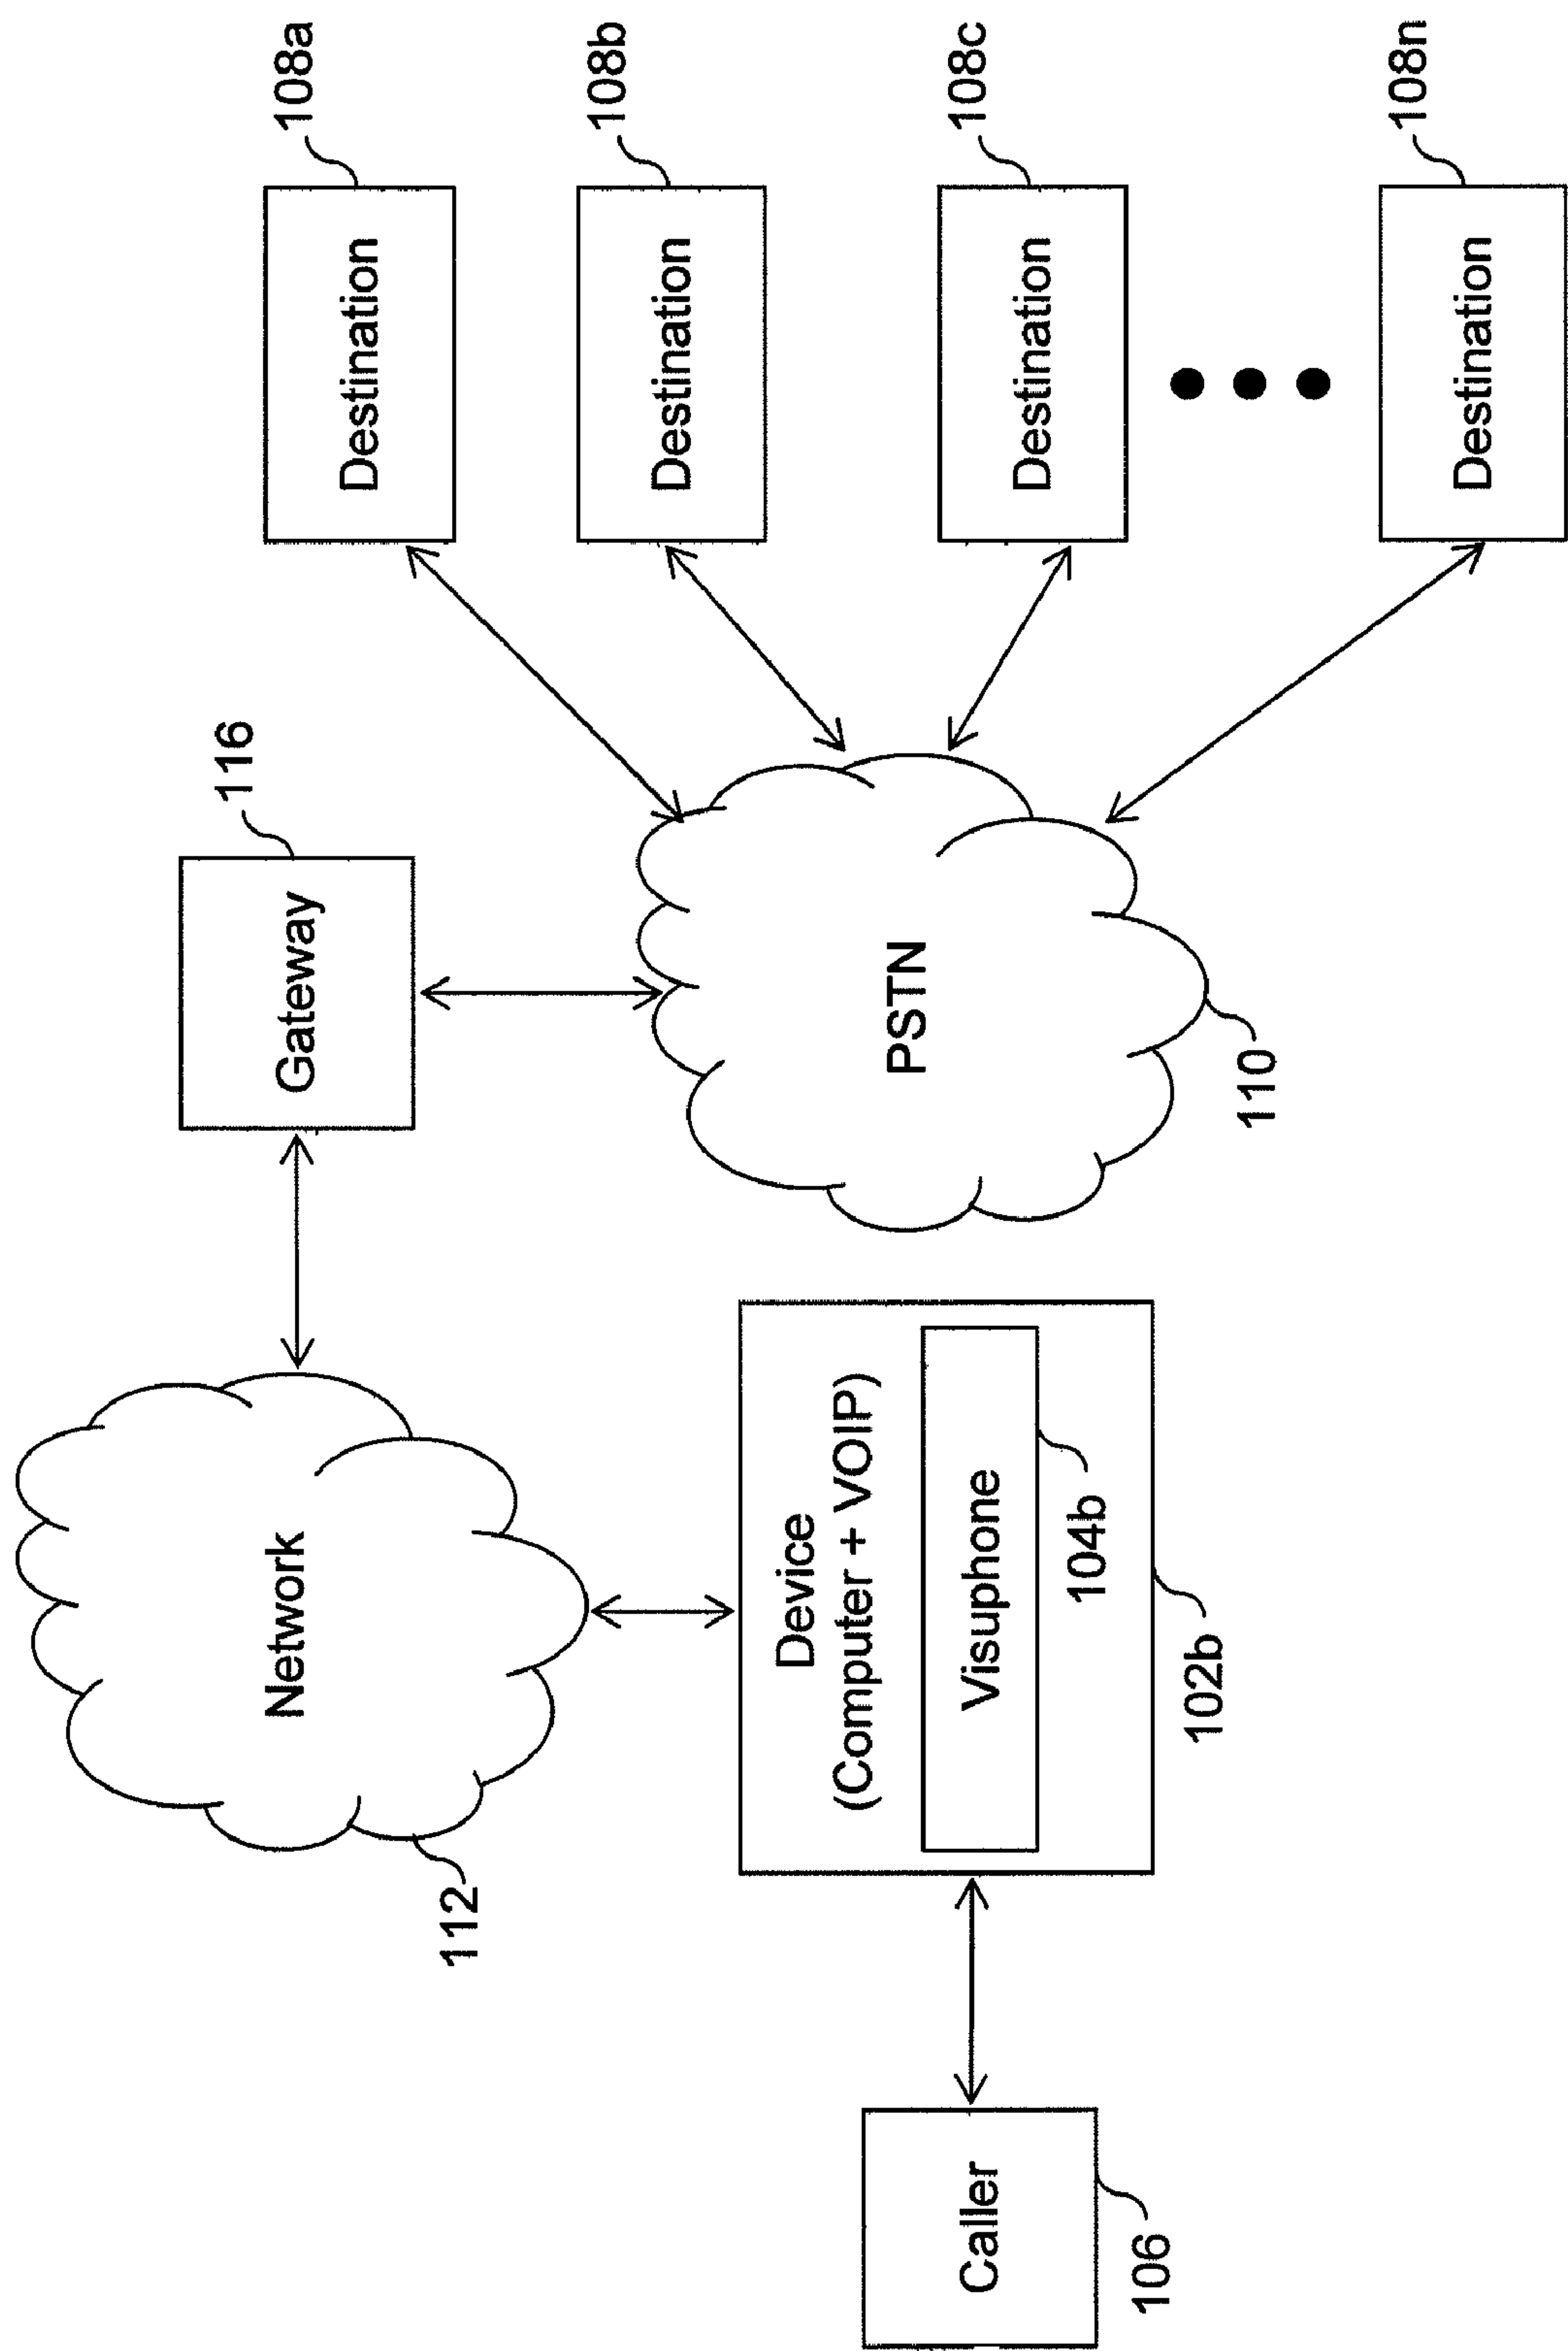 108a
Destination
108b
Destination
108c
Destination
108n
Destination
116
Gateway
PSTN
110
Network
112
Device
(Computer + VOIP)
Visuphone
104b
102b
Caller
106